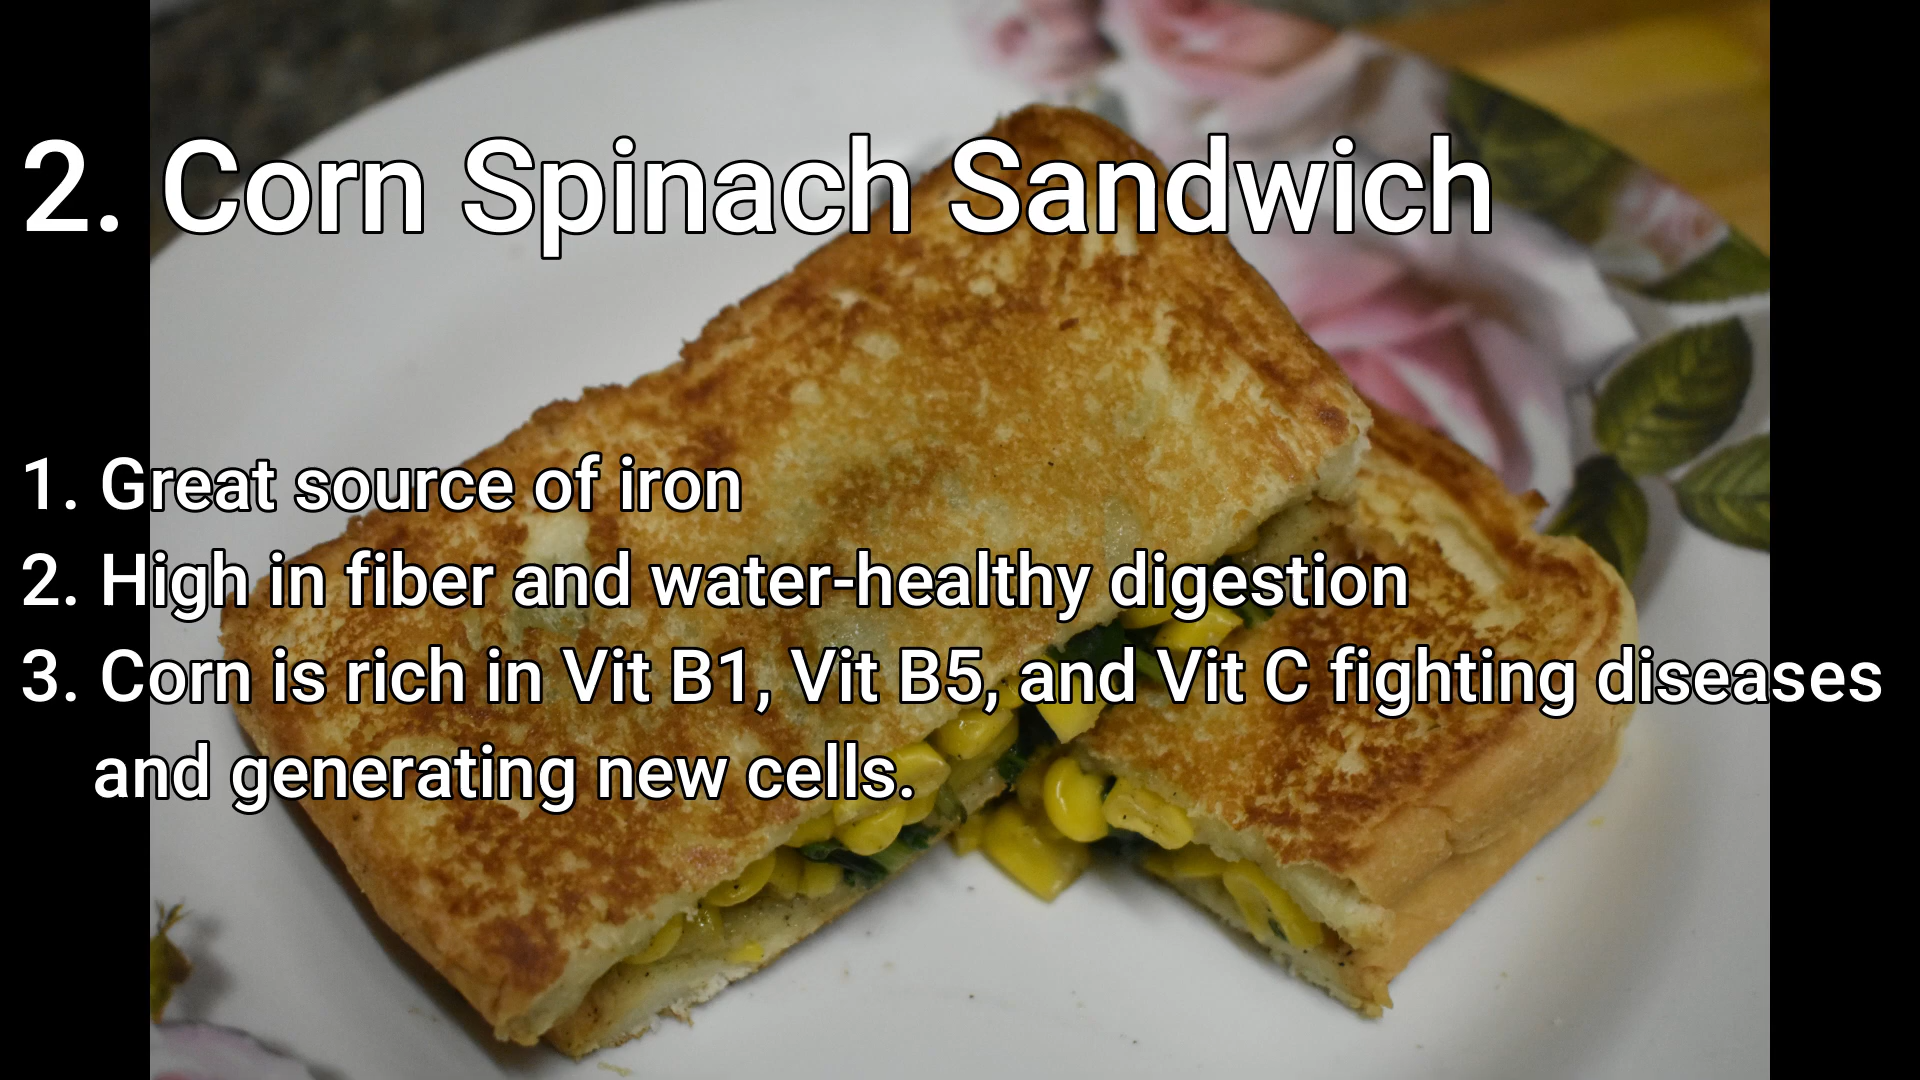 2. Corn Spinach Sandwich
1. Great source of iron
2. High in fiber and water-healthy digestion
3. Corn is rich in Vit B1, Vit B5, and Vit C fighting diseases
and generating new cells.